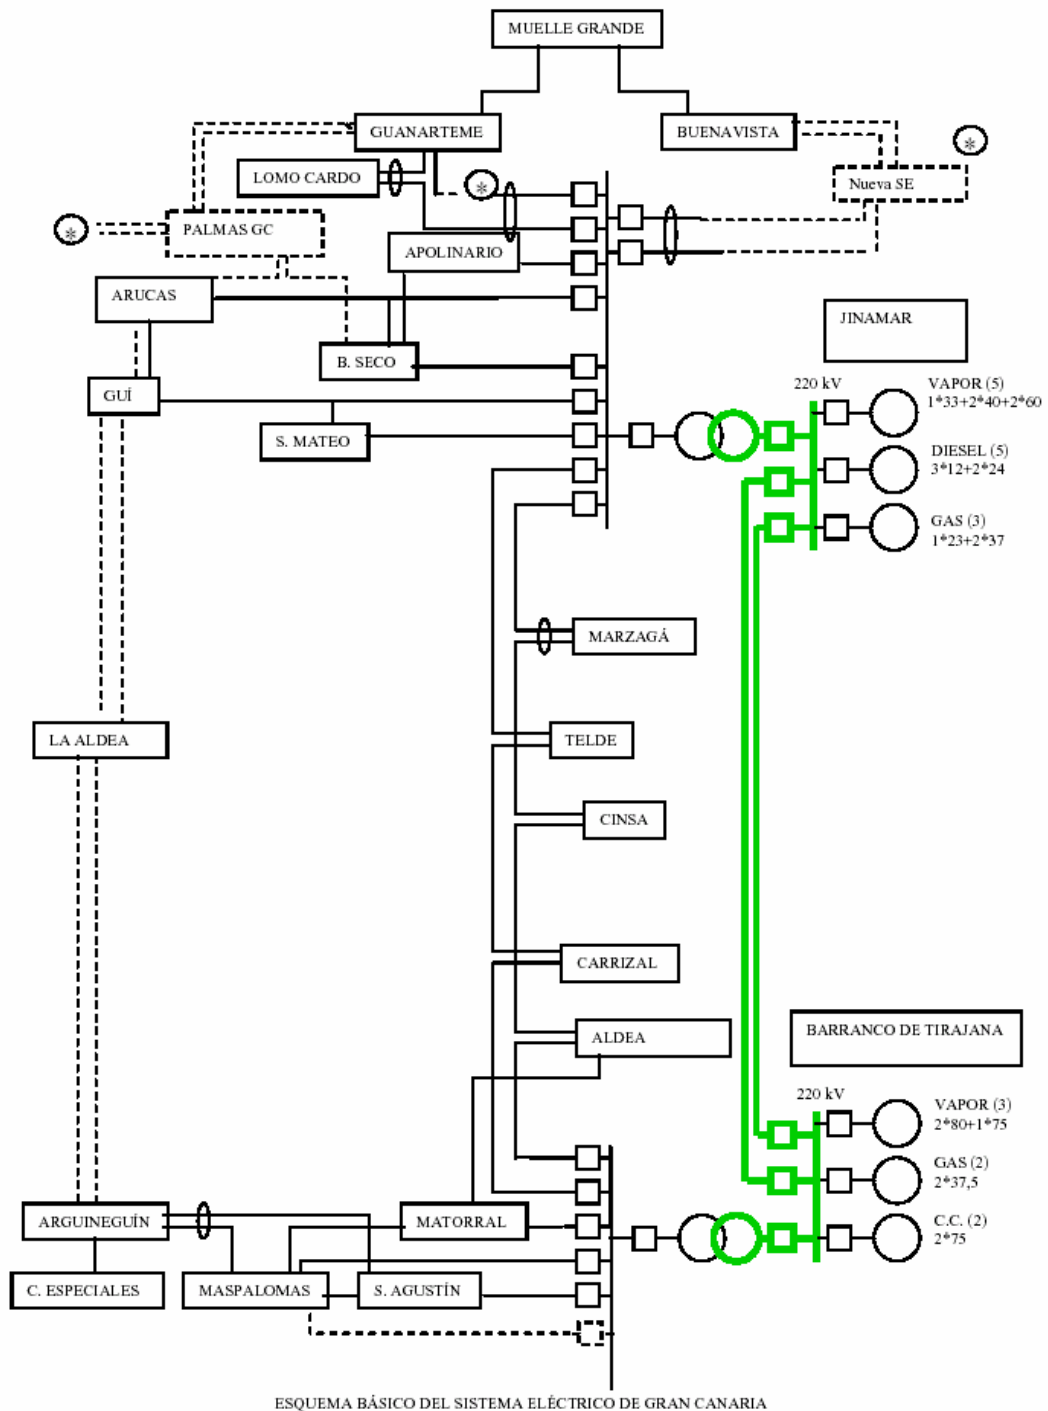 MUELLE GRANDE
GUANARTEME
BUENAVISTA
*
LOMO CARDO
*
Nueva SE
*
PALMAS GC
APOLINARIO
ARUCAS
JINAMAR
B. SECO
GUÍ
220 kV
VAPOR (5)
1*33+2*40+2*60
S. MATEO
DIESEL (5)
3*12+2*24
GAS (3)
1*23+2*37
MARZAGÁ
LA ALDEA
TELDE
CINSA
CARRIZAL
ALDEA
BARRANCO DE TIRAJANA
220 kV
VAPOR (3)
2*80+1*75
GAS (2)
2*37,5
ARGUINEGUÍN
MATORRAL
C.C. (2)
2*75
C. ESPECIALES
MASPALOMAS
S. AGUSTÍN
ESQUEMA BÁSICO DEL SISTEMA ELÉCTRICO DE GRAN CANARIA